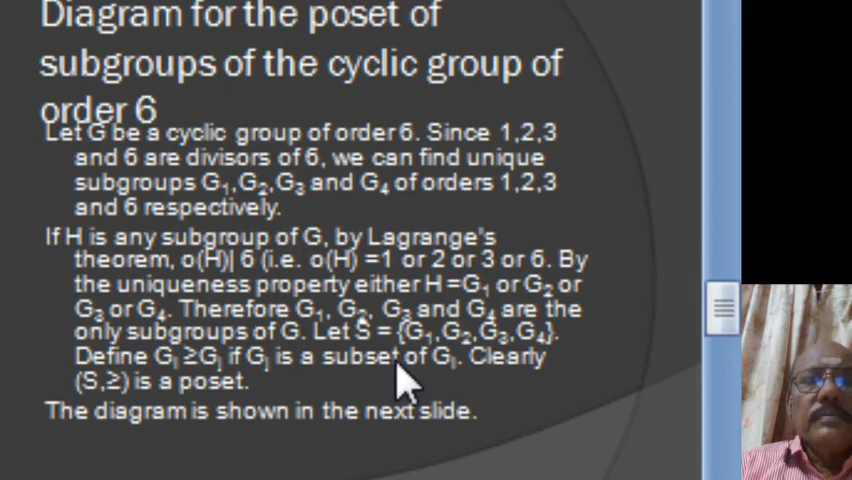 Diagram for the poset of
subgroups of the cyclic group of
order 6
Let G be a cyclic group of order 6. Since 1,2,3
and 6 are divisors of 6, we can find unique
subgroups G₁,G₂,G₃ and G₄ of orders 1,2,3
and 6 respectively.
If H is any subgroup of G, by Lagrange's
theorem, o(H)| 6 (i.e. o(H) =1 or 2 or 3 or 6. By
the uniqueness property either H =G₁ or G₂ or
G₃ or G₄. Therefore G₁, G₂, G₃ and G₄ are the
only subgroups of G. Let S = {G₁,G₂,G₃,G₄}.
Define Gᵢ ≥Gⱼ if Gⱼ is a subset of Gᵢ. Clearly
(S,≥) is a poset.
The diagram is shown in the next slide.